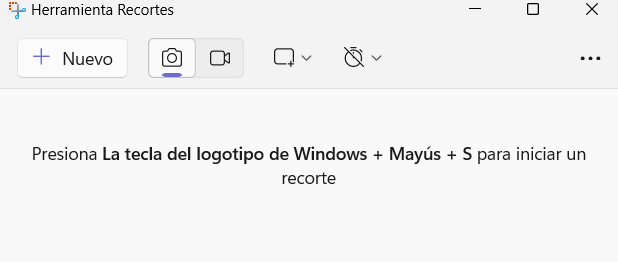 Herramienta Recortes
Nuevo
Presiona La tecla del logotipo de Windows + Mayús + S para iniciar un
recorte